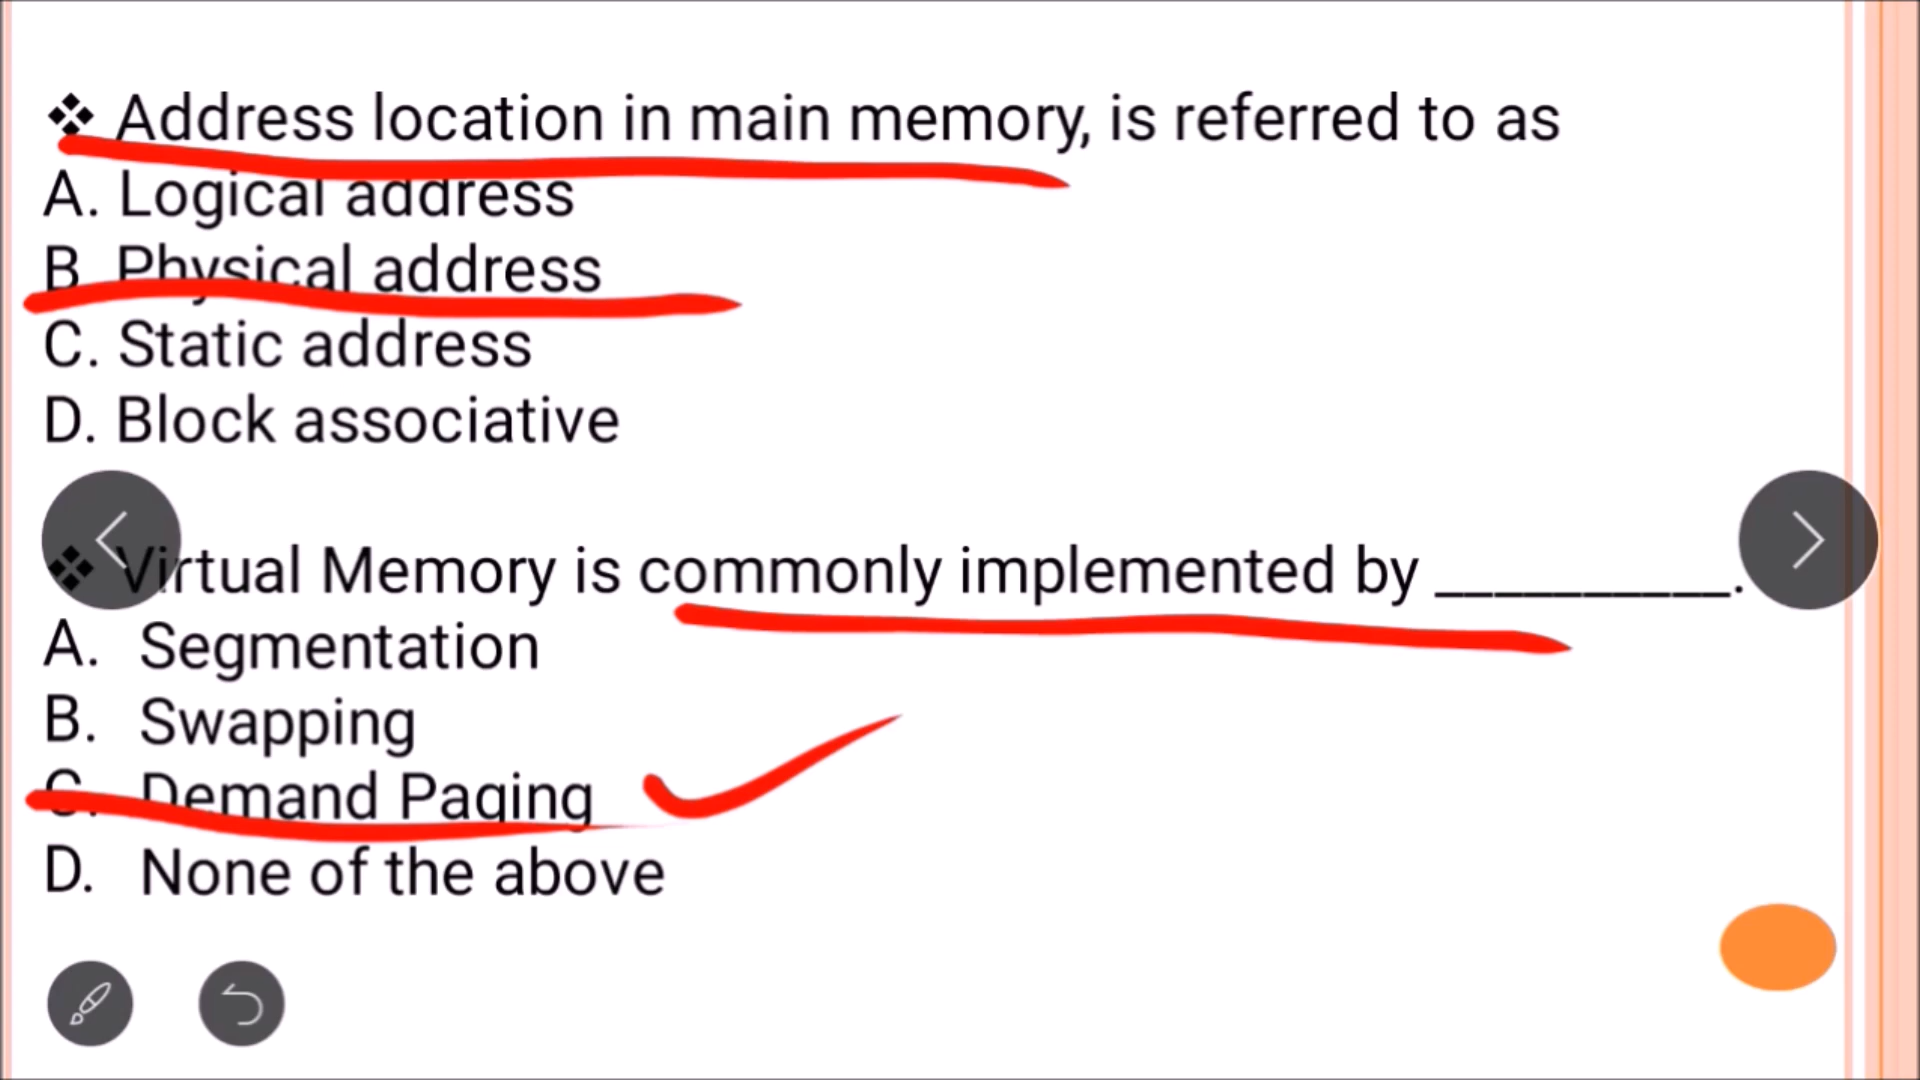 ❖ Address location in main memory, is referred to as
A. Logical address
B. Physical address
C. Static address
D. Block associative
❖ Virtual Memory is commonly implemented by __________.
A. Segmentation
B. Swapping
C. Demand Paging
D. None of the above